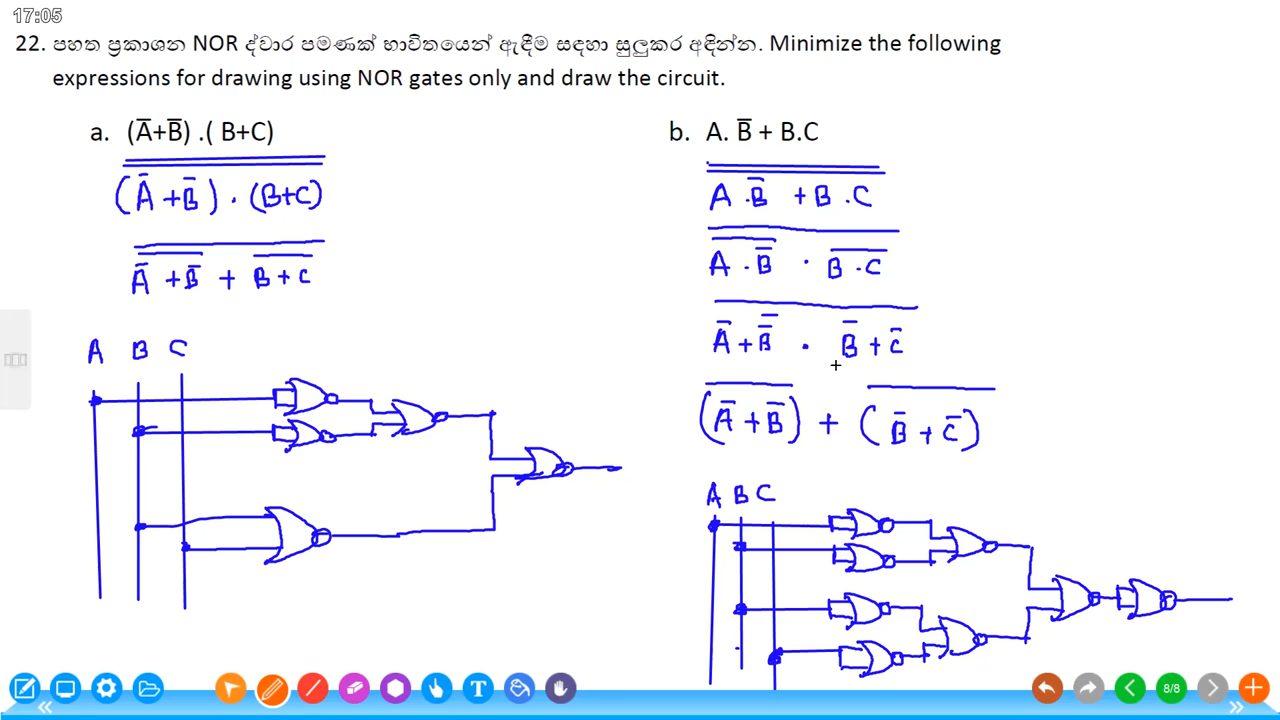 17:05
22. පහත ප්‍රකාශන NOR ද්වාර පමණක් භාවිතයෙන් ඇඳීම සඳහා සුලුකර අඳින්න. Minimize the following
expressions for drawing using NOR gates only and draw the circuit.
a. (A̅+B̅) .( B+C)
(A̅ + B̅) . (B+C)
A̅ + B̅ + B + C
A B C
b. A. B̅ + B.C
A . B̅ + B . C
A . B̅ . B . C
A̅ + B̿ . B̅ + C̅
(A̅ + B̅) + (B̅ + C̅)
A B C
8/8